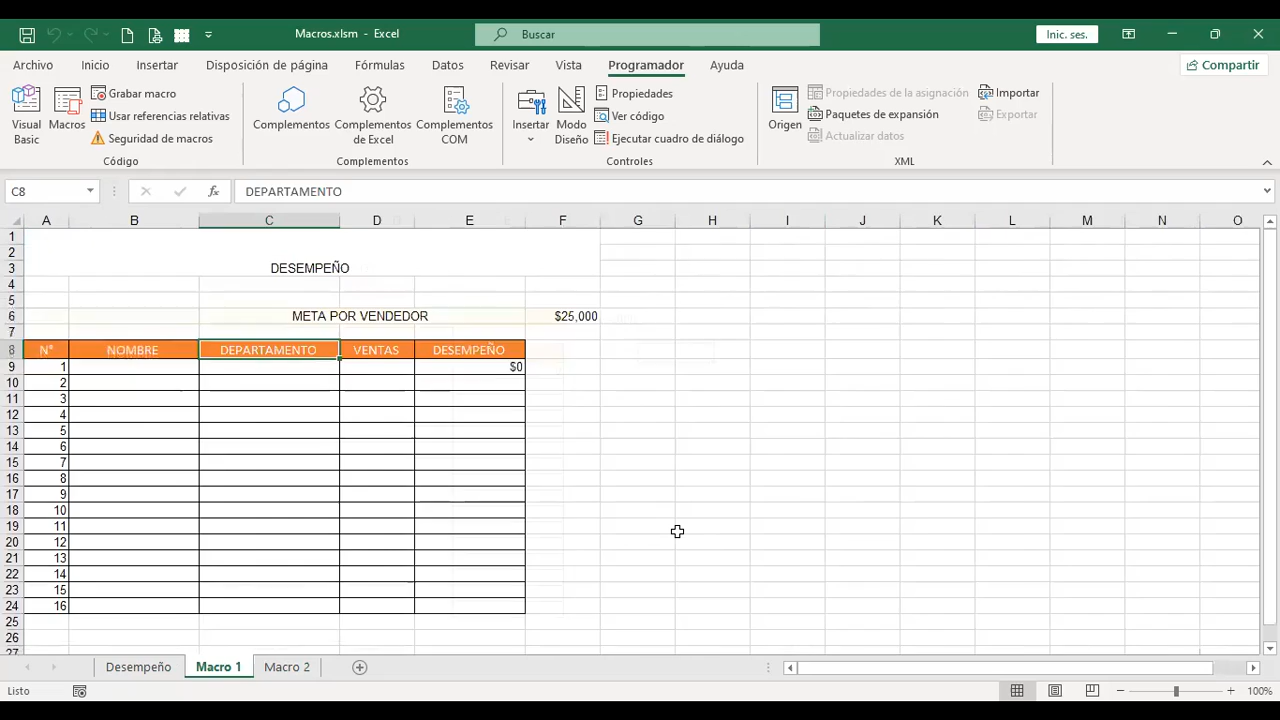 Macros.xlsm - Excel
Buscar
Inic. ses.
Archivo Inicio Insertar Disposición de página Fórmulas Datos Revisar Vista Programador Ayuda Compartir
Visual Basic
Macros
Grabar macro
Usar referencias relativas
Seguridad de macros
Código
Complementos
Complementos de Excel
Complementos COM
Complementos
Insertar
Modo Diseño
Propiedades
Ver código
Ejecutar cuadro de diálogo
Controles
Origen
Propiedades de la asignación
Paquetes de expansión
Actualizar datos
Importar
Exportar
XML
C8 fx DEPARTAMENTO
A B C D E F G H I J K L M N O
1
2
3 DESEMPEÑO
4
5
6 META POR VENDEDOR $25,000
7
8 N° NOMBRE DEPARTAMENTO VENTAS DESEMPEÑO
9 1 $0
10 2
11 3
12 4
13 5
14 6
15 7
16 8
17 9
18 10
19 11
20 12
21 13
22 14
23 15
24 16
25
26
27
Desempeño Macro 1 Macro 2
Listo 100%